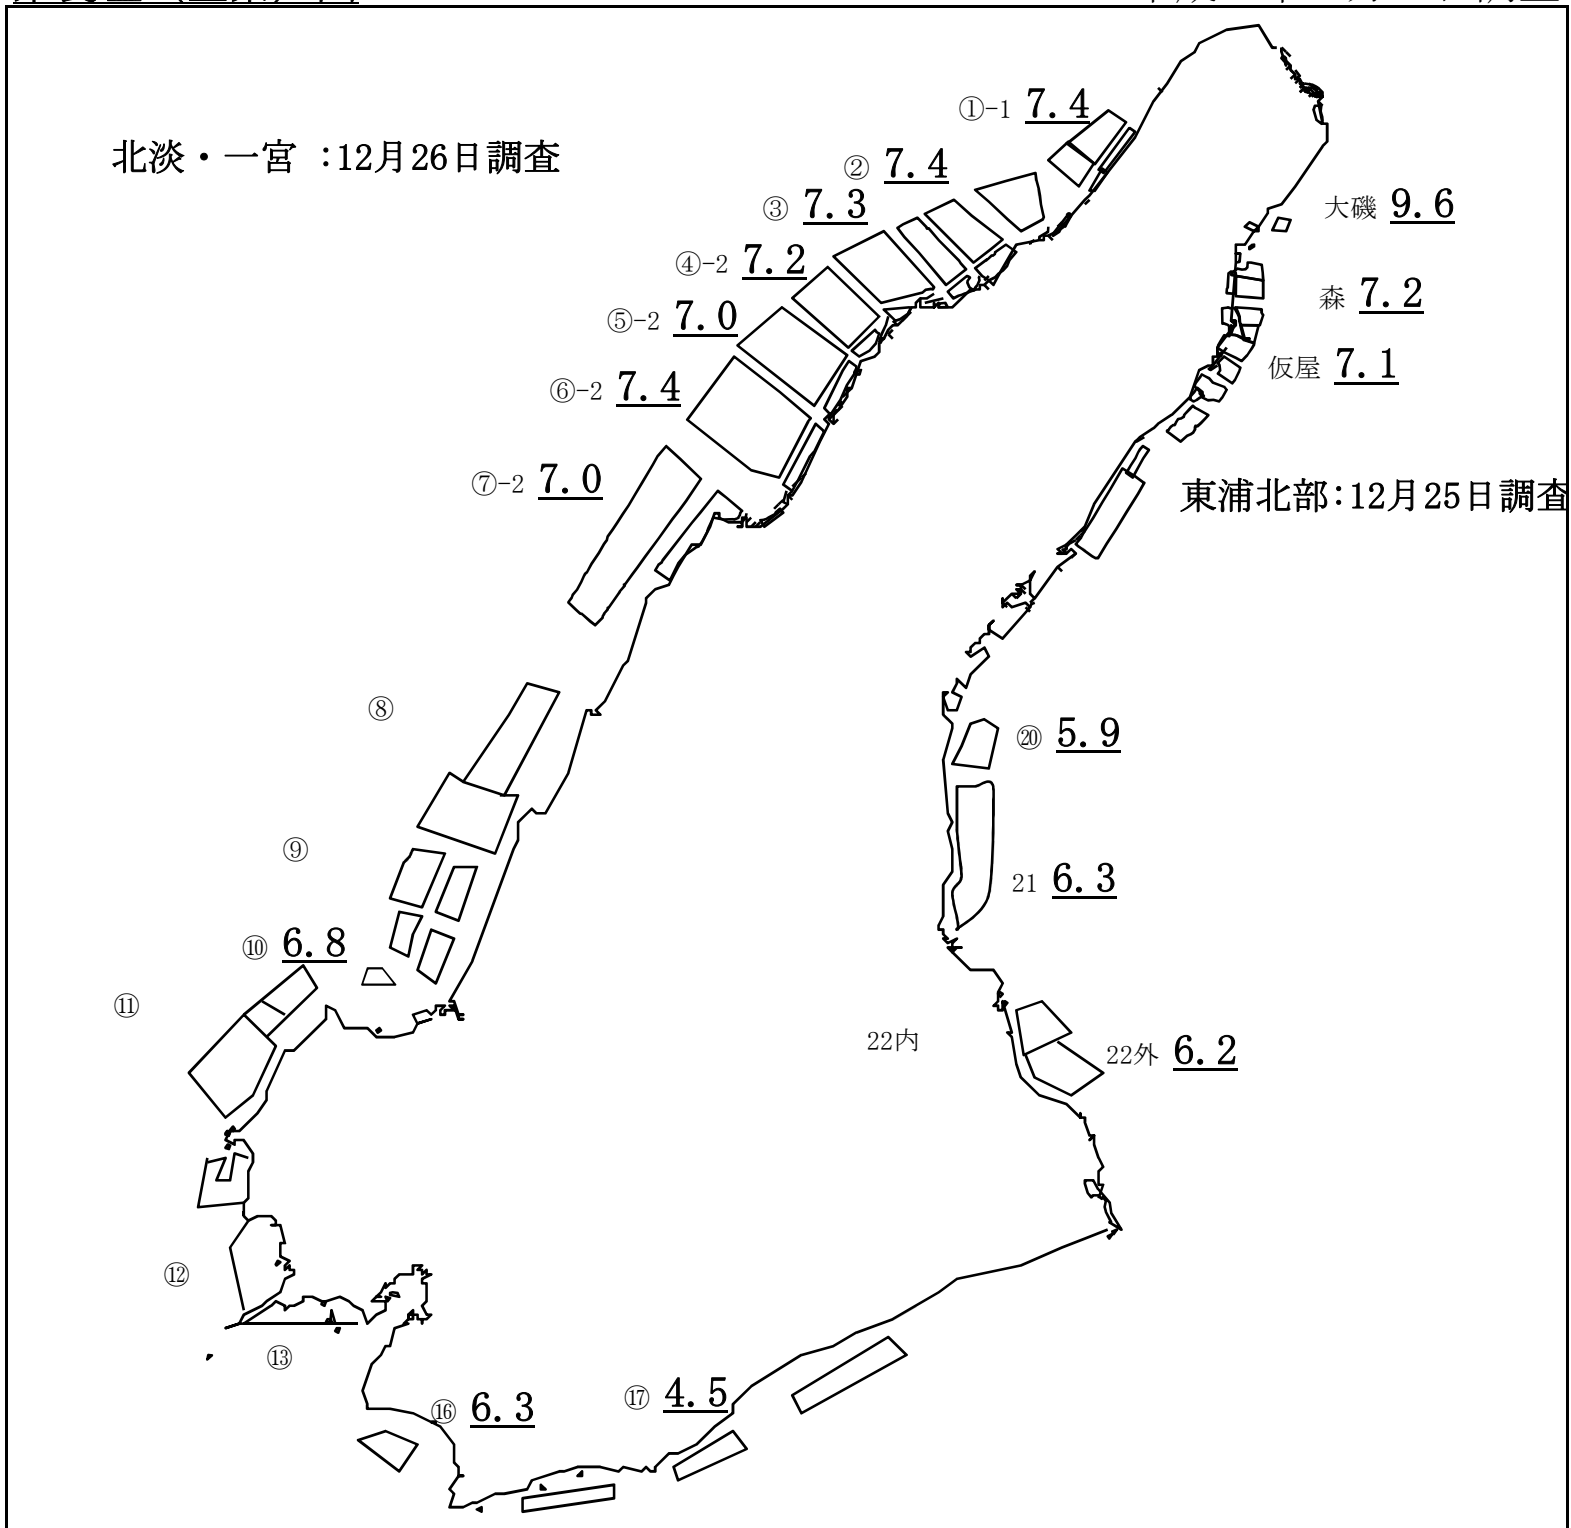 ①-1 7.4
北淡・一宮 :12月26日調査
② 7.4
③ 7.3
大磯 9.6
④-2 7.2
森 7.2
⑤-2 7.0
仮屋 7.1
⑥-2 7.4
⑦-2 7.0
東浦北部:12月25日調査
⑧
⑳ 5.9
⑨
21 6.3
⑩ 6.8
⑪
22内
22外 6.2
⑫
⑬
⑯ 6.3
⑰ 4.5